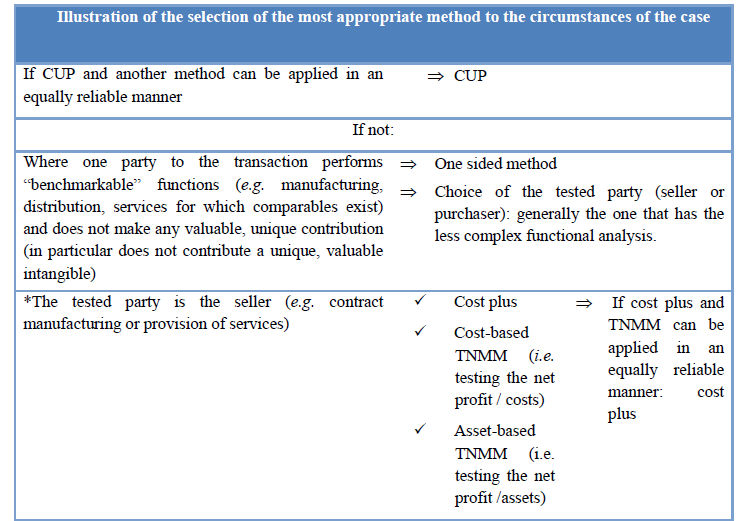 Illustration of the selection of the most appropriate method to the circumstances of the case
If CUP and another method can be applied in an
equally reliable manner
⇒ CUP
If not:
Where one party to the transaction performs
“benchmarkable” functions (e.g. manufacturing,
distribution, services for which comparables exist)
and does not make any valuable, unique contribution
(in particular does not contribute a unique, valuable
intangible)
⇒ One sided method
⇒ Choice of the tested party (seller or
purchaser): generally the one that has the
less complex functional analysis.
*The tested party is the seller (e.g. contract
manufacturing or provision of services)
✓ Cost plus
✓ Cost-based
TNMM (i.e.
testing the net
profit / costs)
✓ Asset-based
TNMM (i.e.
testing the net
profit /assets)
⇒ If cost plus and
TNMM can be
applied in an
equally reliable
manner: cost
plus